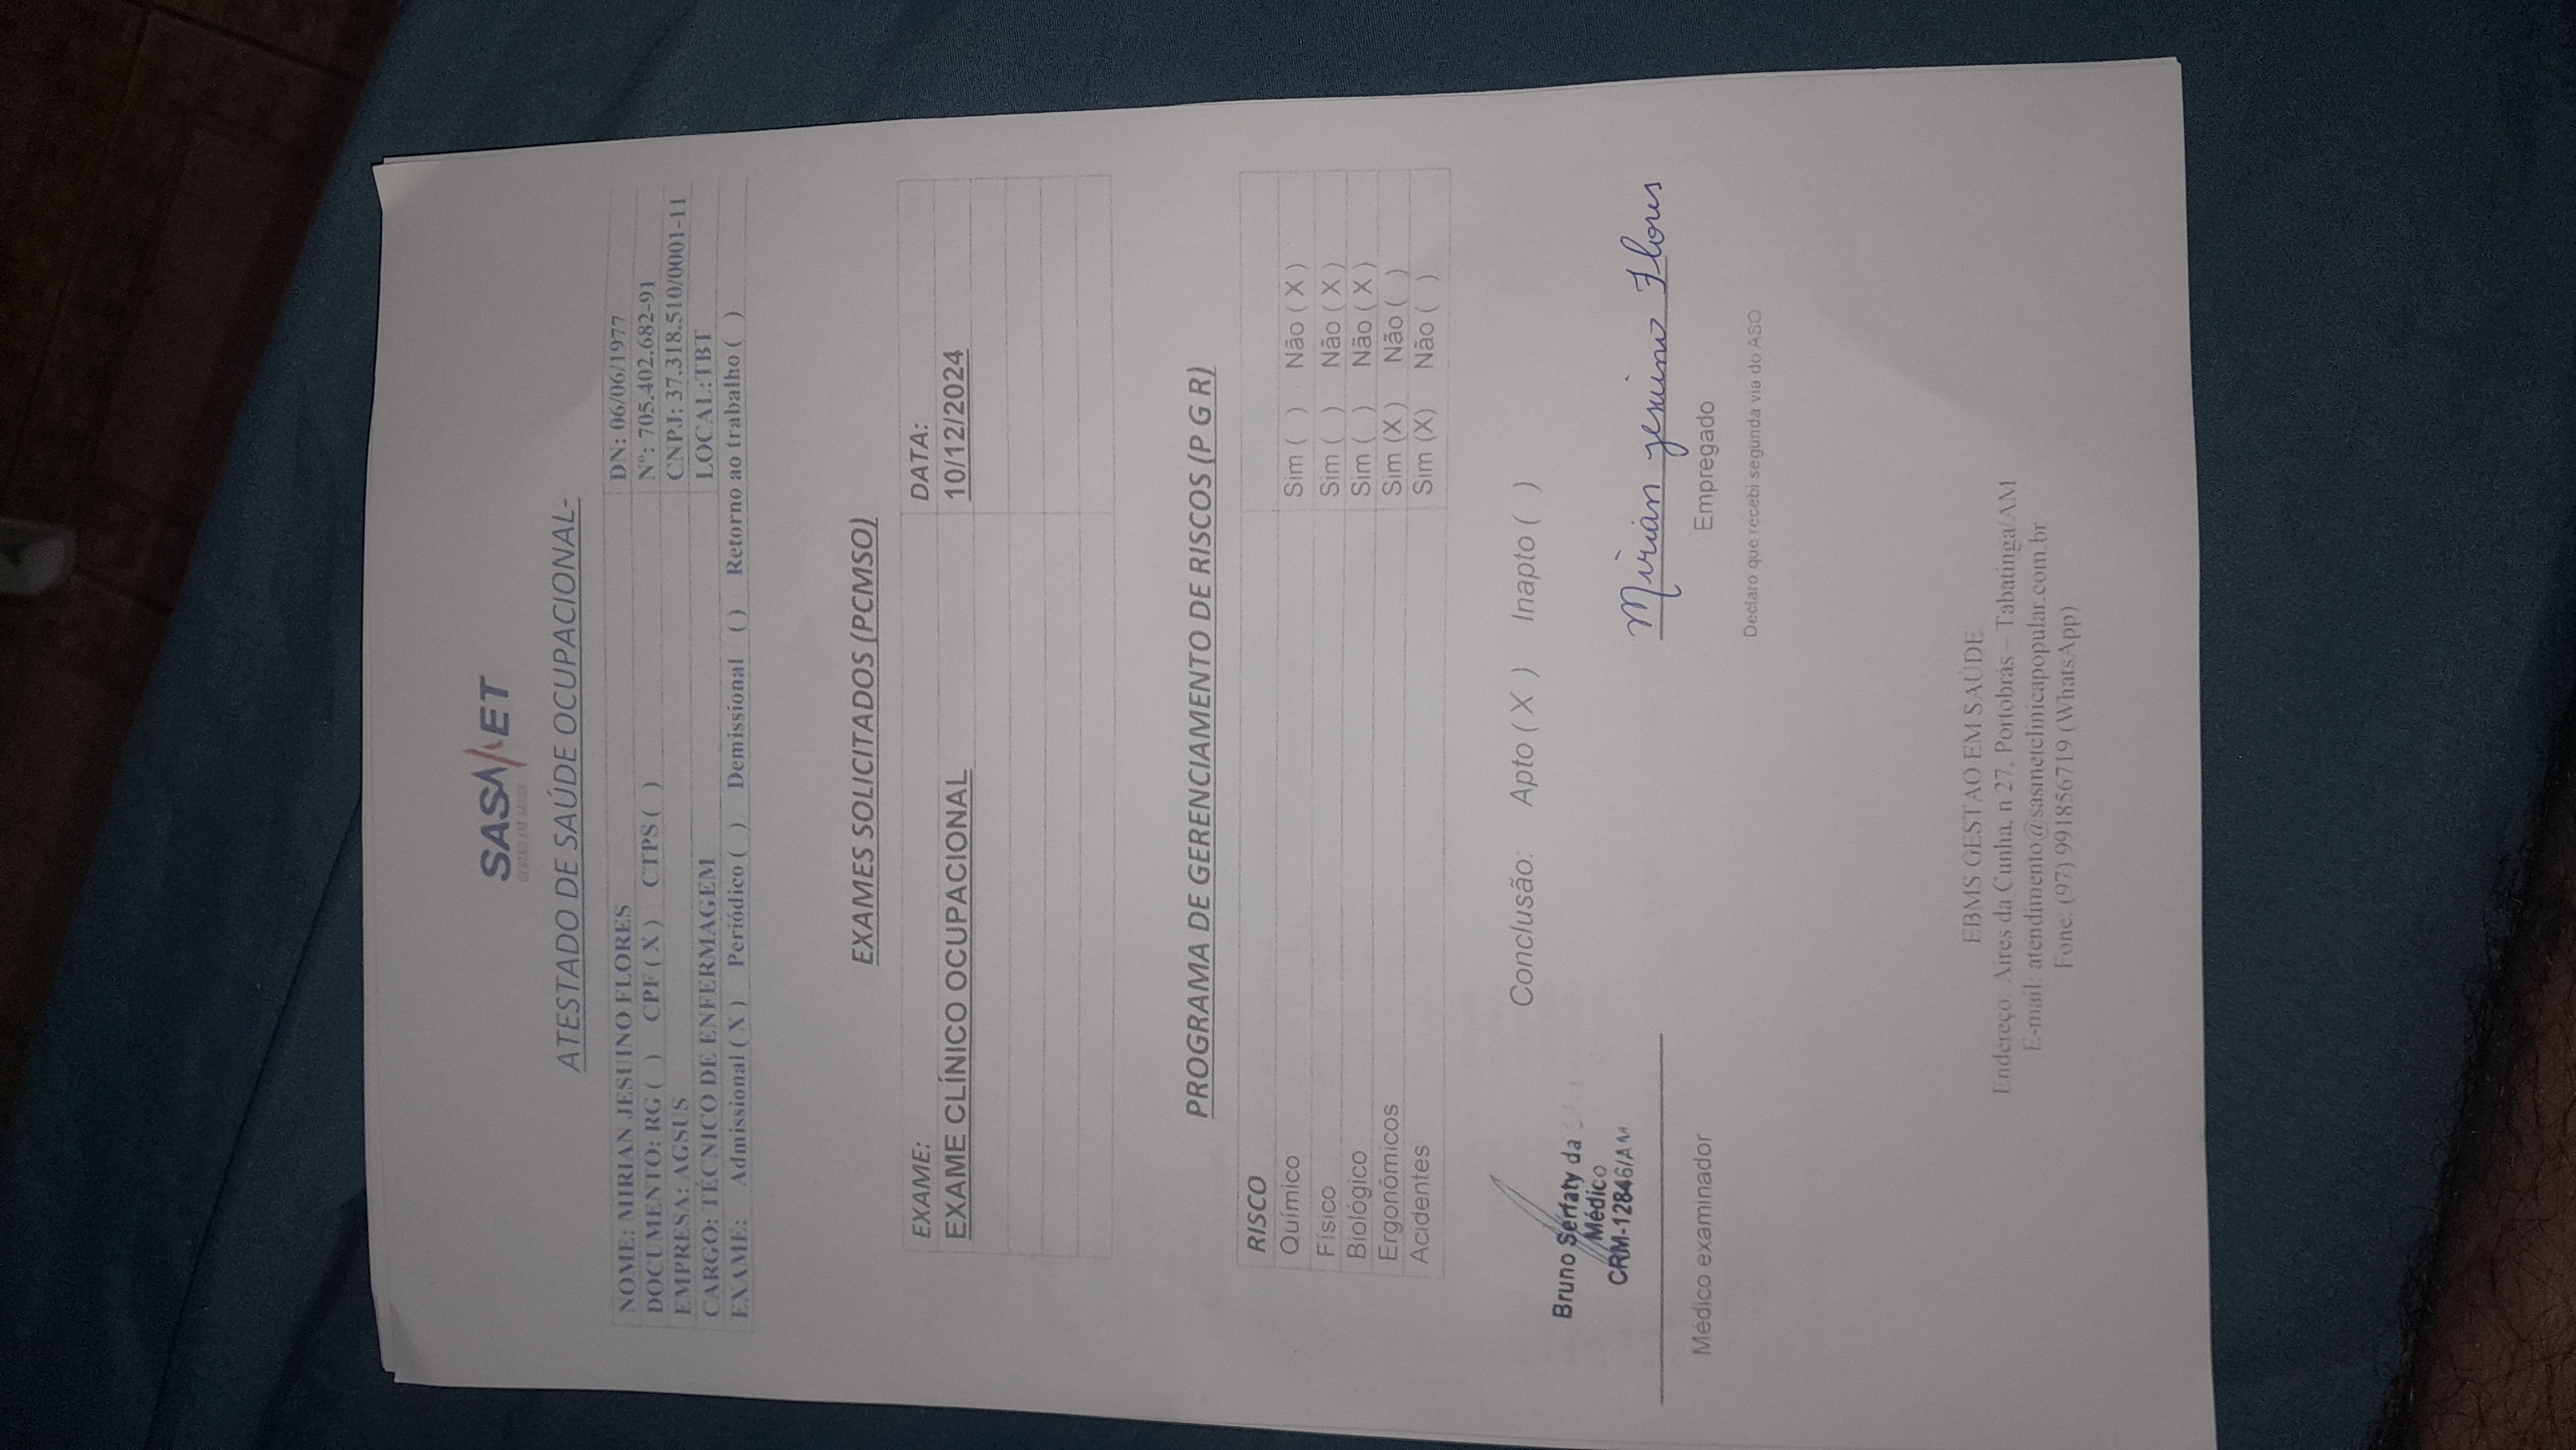 SASMET
GESTÃO EM SAÚDE
ATESTADO DE SAÚDE OCUPACIONAL-
NOME: MIRIAN JESUINO FLORES DN: 06/06/1977
DOCUMENTO: RG ( ) CPF ( X ) CTPS ( ) Nº: 705.402.682-91
EMPRESA: AGSUS CNPJ: 37.318.510/0001-11
CARGO: TÉCNICO DE ENFERMAGEM LOCAL:TBT
EXAME: Admissional ( X ) Periódico ( ) Demissional ( ) Retorno ao trabalho ( )
EXAMES SOLICITADOS (PCMSO)
EXAME: DATA:
EXAME CLÍNICO OCUPACIONAL 10/12/2024
PROGRAMA DE GERENCIAMENTO DE RISCOS (P G R)
RISCO
Químico Sim ( ) Não ( X )
Físico Sim ( ) Não ( X )
Biológico Sim ( ) Não ( X )
Ergonômicos Sim (X ) Não ( )
Acidentes Sim (X) Não ( )
Conclusão: Apto ( X ) Inapto ( )
Bruno Serfaty da
Médico
CRM-12846/AM
Mirian Jesuino Flores
Médico examinador
Empregado
Declaro que recebi segunda via do ASO
EBMS GESTAO EM SAÚDE
Endereço: Aires da Cunha, n 27, Portobrás – Tabatinga/AM
E-mail: atendimento@sasmetclinicapopular.com.br
Fone: (97) 991856719 (WhatsApp)